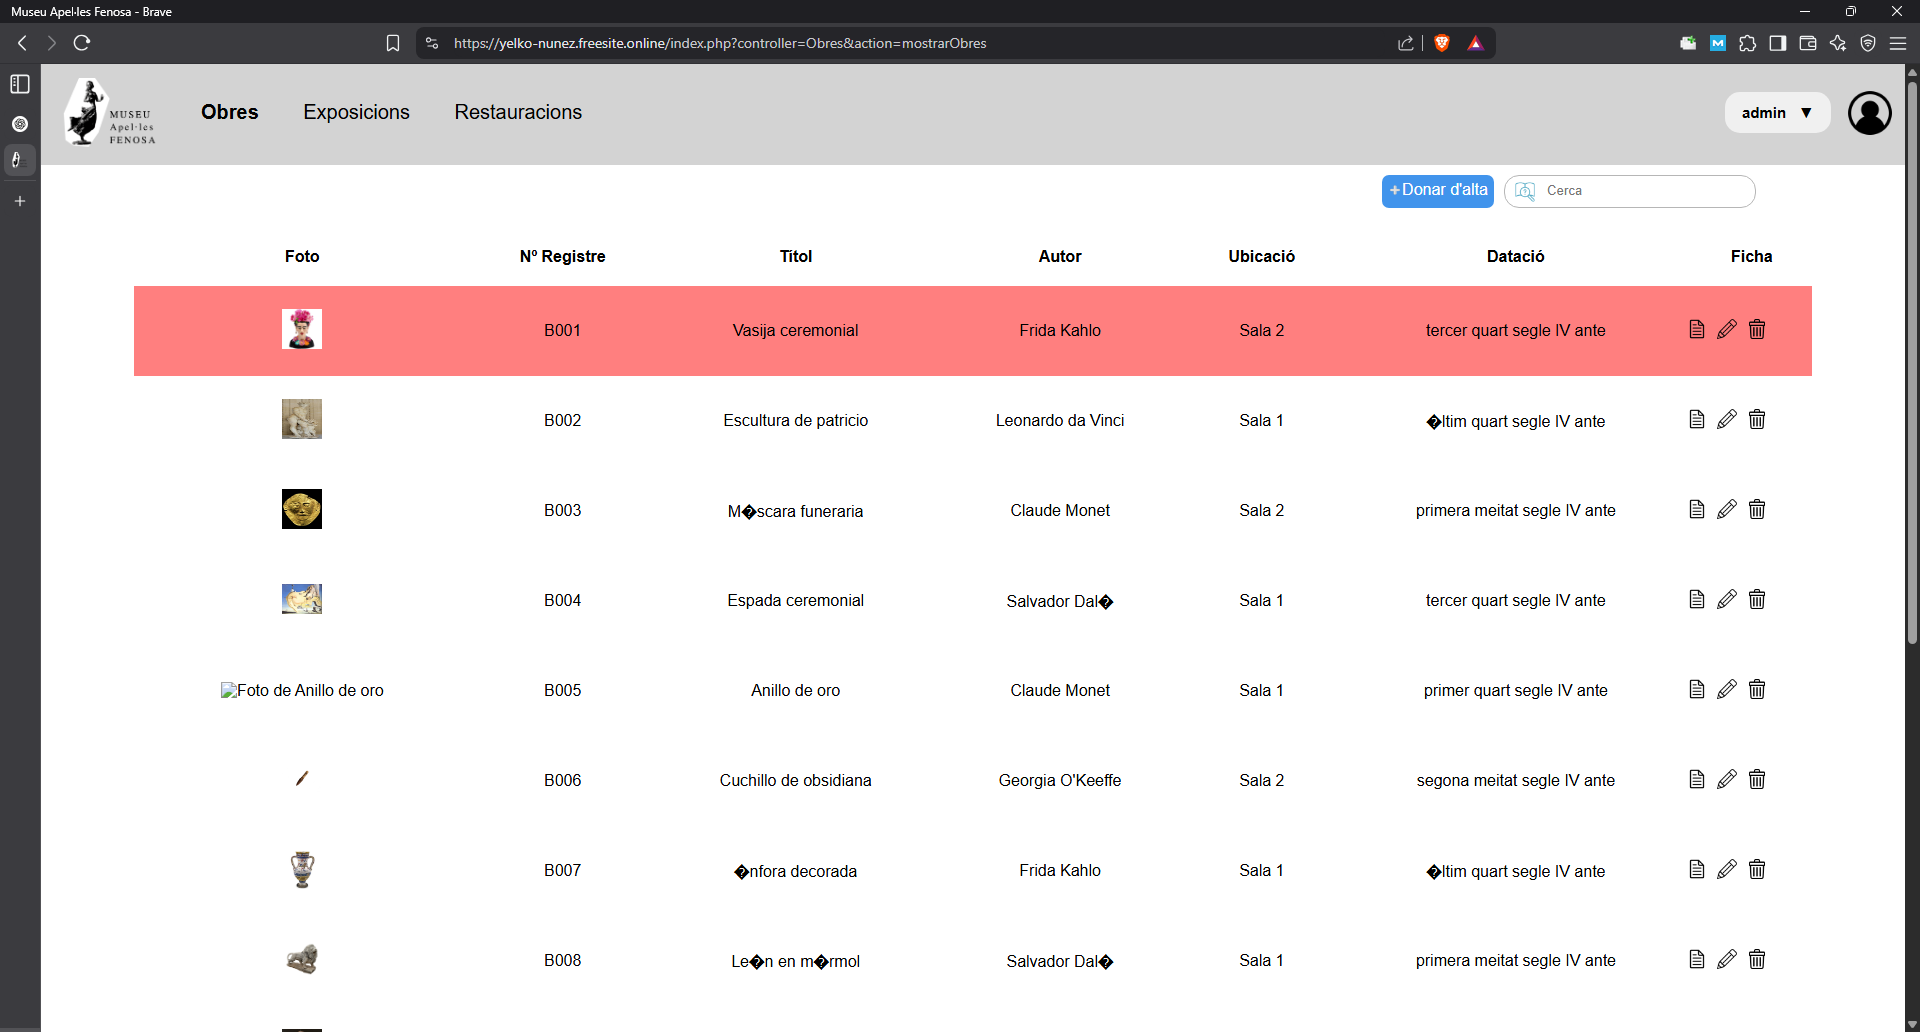 Museu Apel·les Fenosa - Brave
https://yelko-nunez.freesite.online/index.php?controller=Obres&action=mostrarObres
MUSEU
Apel·les
FENOSA
Obres
Exposicions
Restauracions
admin ▼
+Donar d'alta
Cerca
Foto Nº Registre Títol Autor Ubicació Datació Ficha
B001 Vasija ceremonial Frida Kahlo Sala 2 tercer quart segle IV ante
B002 Escultura de patricio Leonardo da Vinci Sala 1 �ltim quart segle IV ante
B003 M�scara funeraria Claude Monet Sala 2 primera meitat segle IV ante
B004 Espada ceremonial Salvador Dal� Sala 1 tercer quart segle IV ante
Foto de Anillo de oro B005 Anillo de oro Claude Monet Sala 1 primer quart segle IV ante
B006 Cuchillo de obsidiana Georgia O'Keeffe Sala 2 segona meitat segle IV ante
B007 �nfora decorada Frida Kahlo Sala 1 �ltim quart segle IV ante
B008 Le�n en m�rmol Salvador Dal� Sala 1 primera meitat segle IV ante